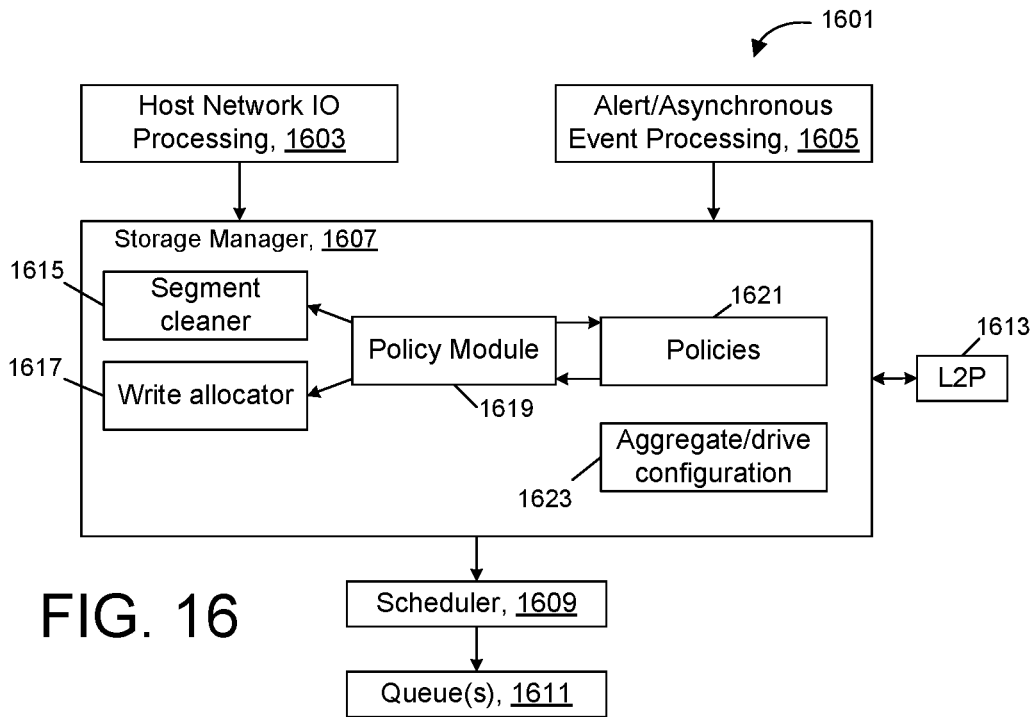 1601
Host Network IO
Processing, 1603
Alert/Asynchronous
Event Processing, 1605
Storage Manager, 1607
1615
Segment
cleaner
1621
1613
Policy Module
Policies
L2P
1617
Write allocator
1619
Aggregate/drive
configuration
1623
Scheduler, 1609
FIG. 16
Queue(s), 1611